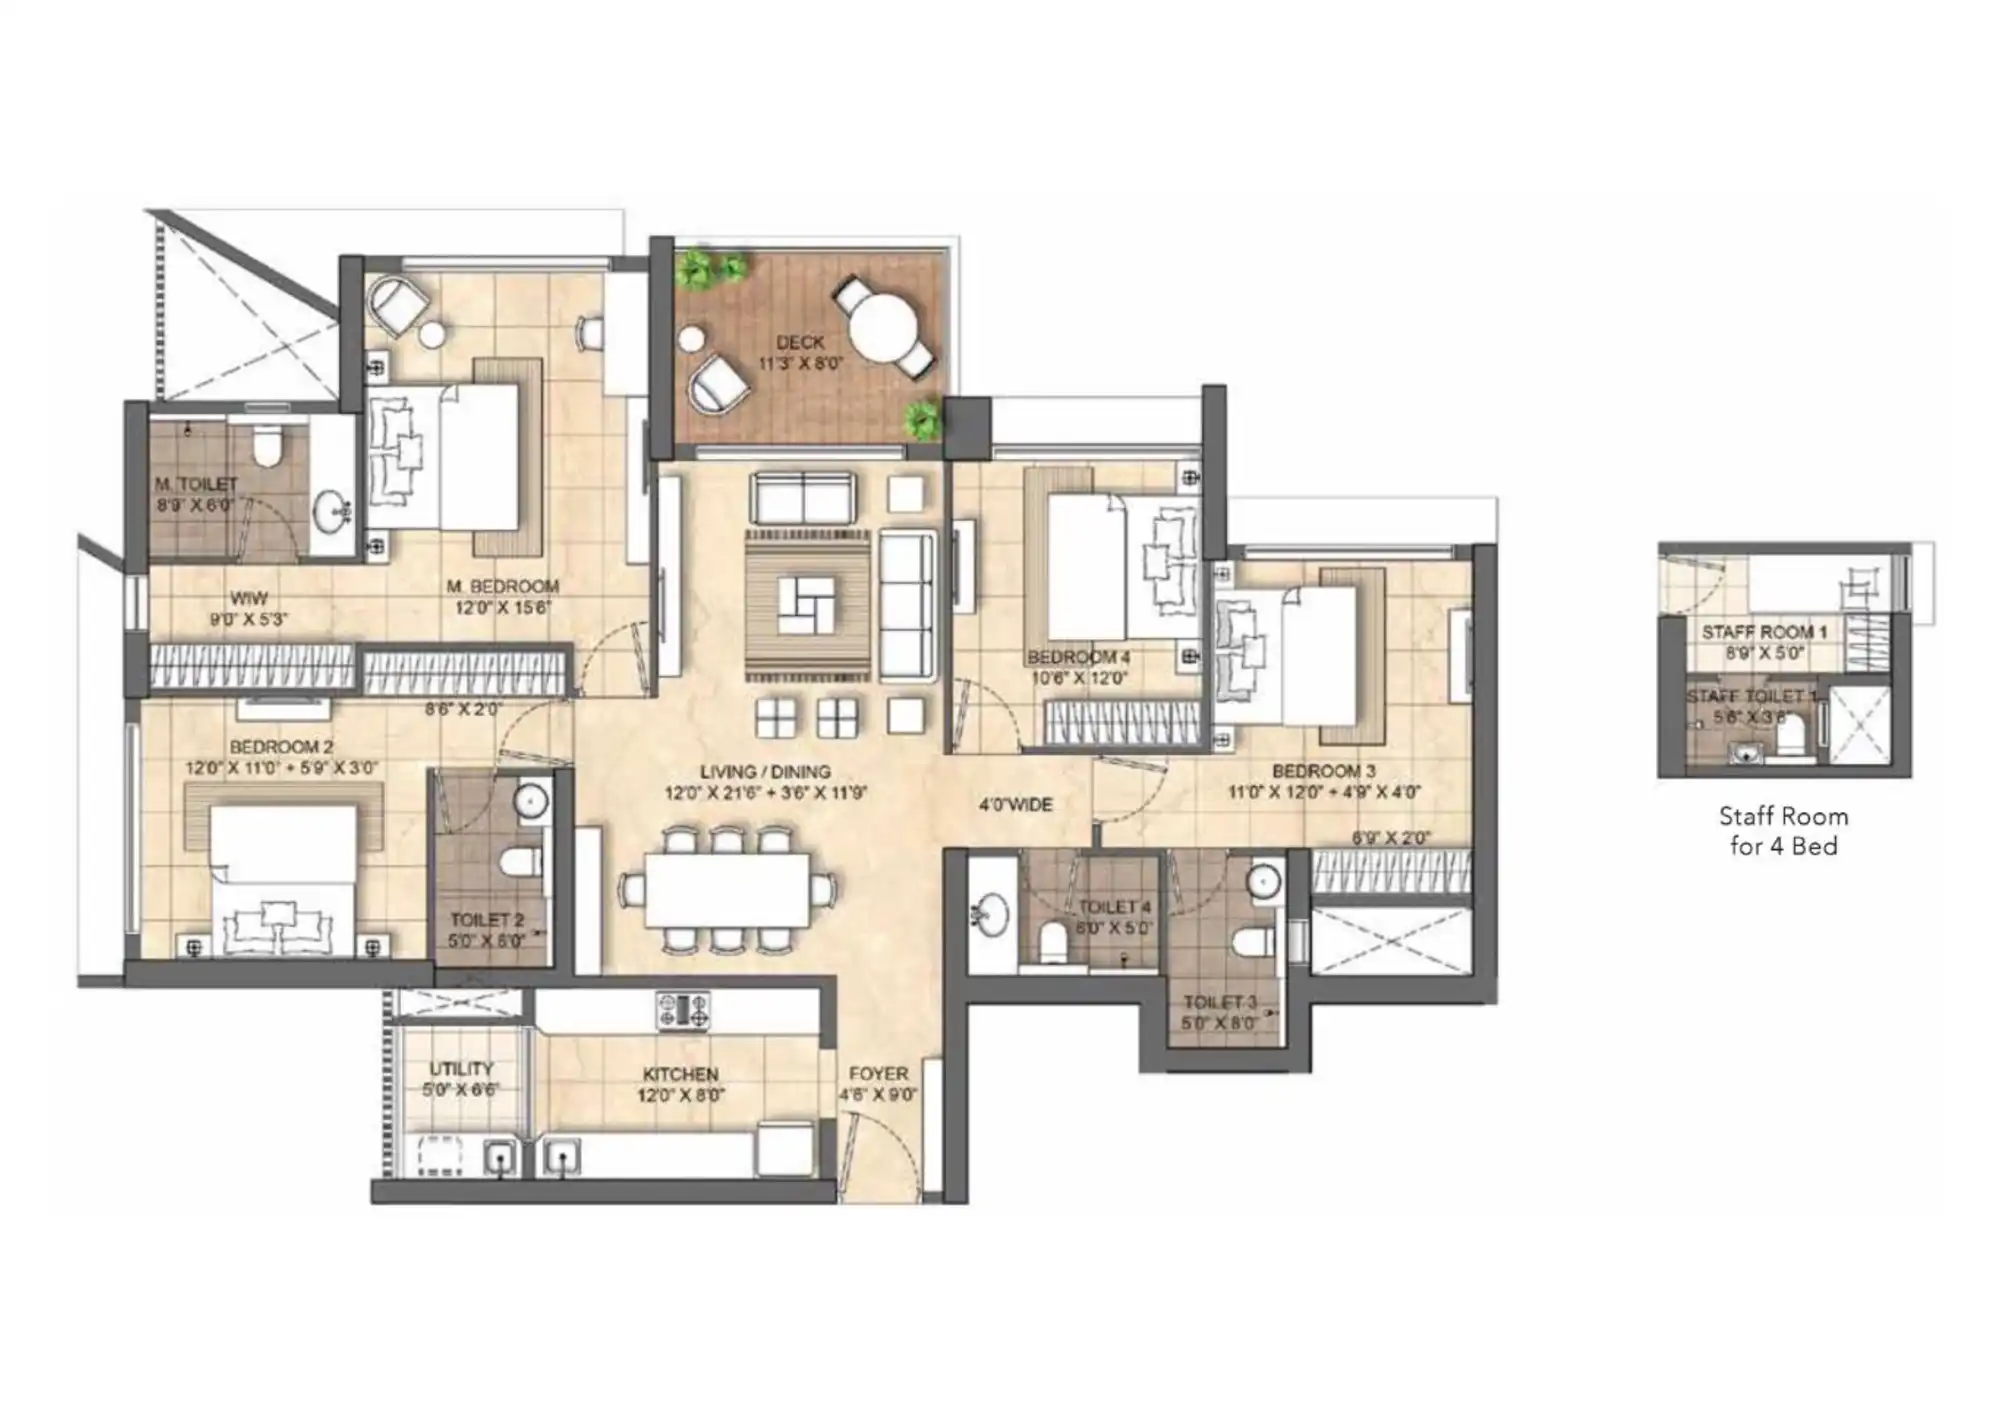 DECK
11'3" X 8'0"
M. TOILET
8'9" X 6'0"
M. BEDROOM
12'0" X 15'6"
WIW
9'0" X 5'3"
8'6" X 2'0"
BEDROOM 2
12'0" X 11'0" + 5'9" X 3'0"
TOILET 2
5'0" X 6'0"
LIVING / DINING
12'0" X 21'6" + 3'6" X 11'9"
BEDROOM 4
10'6" X 12'0"
4'0"WIDE
BEDROOM 3
11'0" X 12'0" + 4'9" X 4'0"
6'9" X 2'0"
TOILET 4
6'0" X 5'0"
TOILET 3
5'0" X 8'0"
UTILITY
5'0" X 6'6"
KITCHEN
12'0" X 8'0"
FOYER
4'6" X 9'0"
STAFF ROOM 1
8'9" X 5'0"
STAFF TOILET 1
5'6" X 3'6"
Staff Room
for 4 Bed